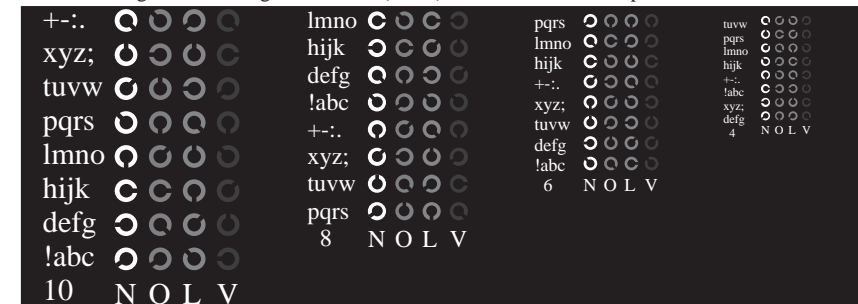 +-:.
xyz;
tuvw
pqrs
lmno
hijk
defg
!abc
10 N O L V
lmno
hijk
defg
!abc
+-:.
xyz;
tuvw
pqrs
8 N O L V
pqrs
lmno
hijk
+-:.
xyz;
tuvw
defg
!abc
6 N O L V
tuvw
pqrs
lmno
hijk
+-:.
!abc
xyz;
defg
4 N O L V